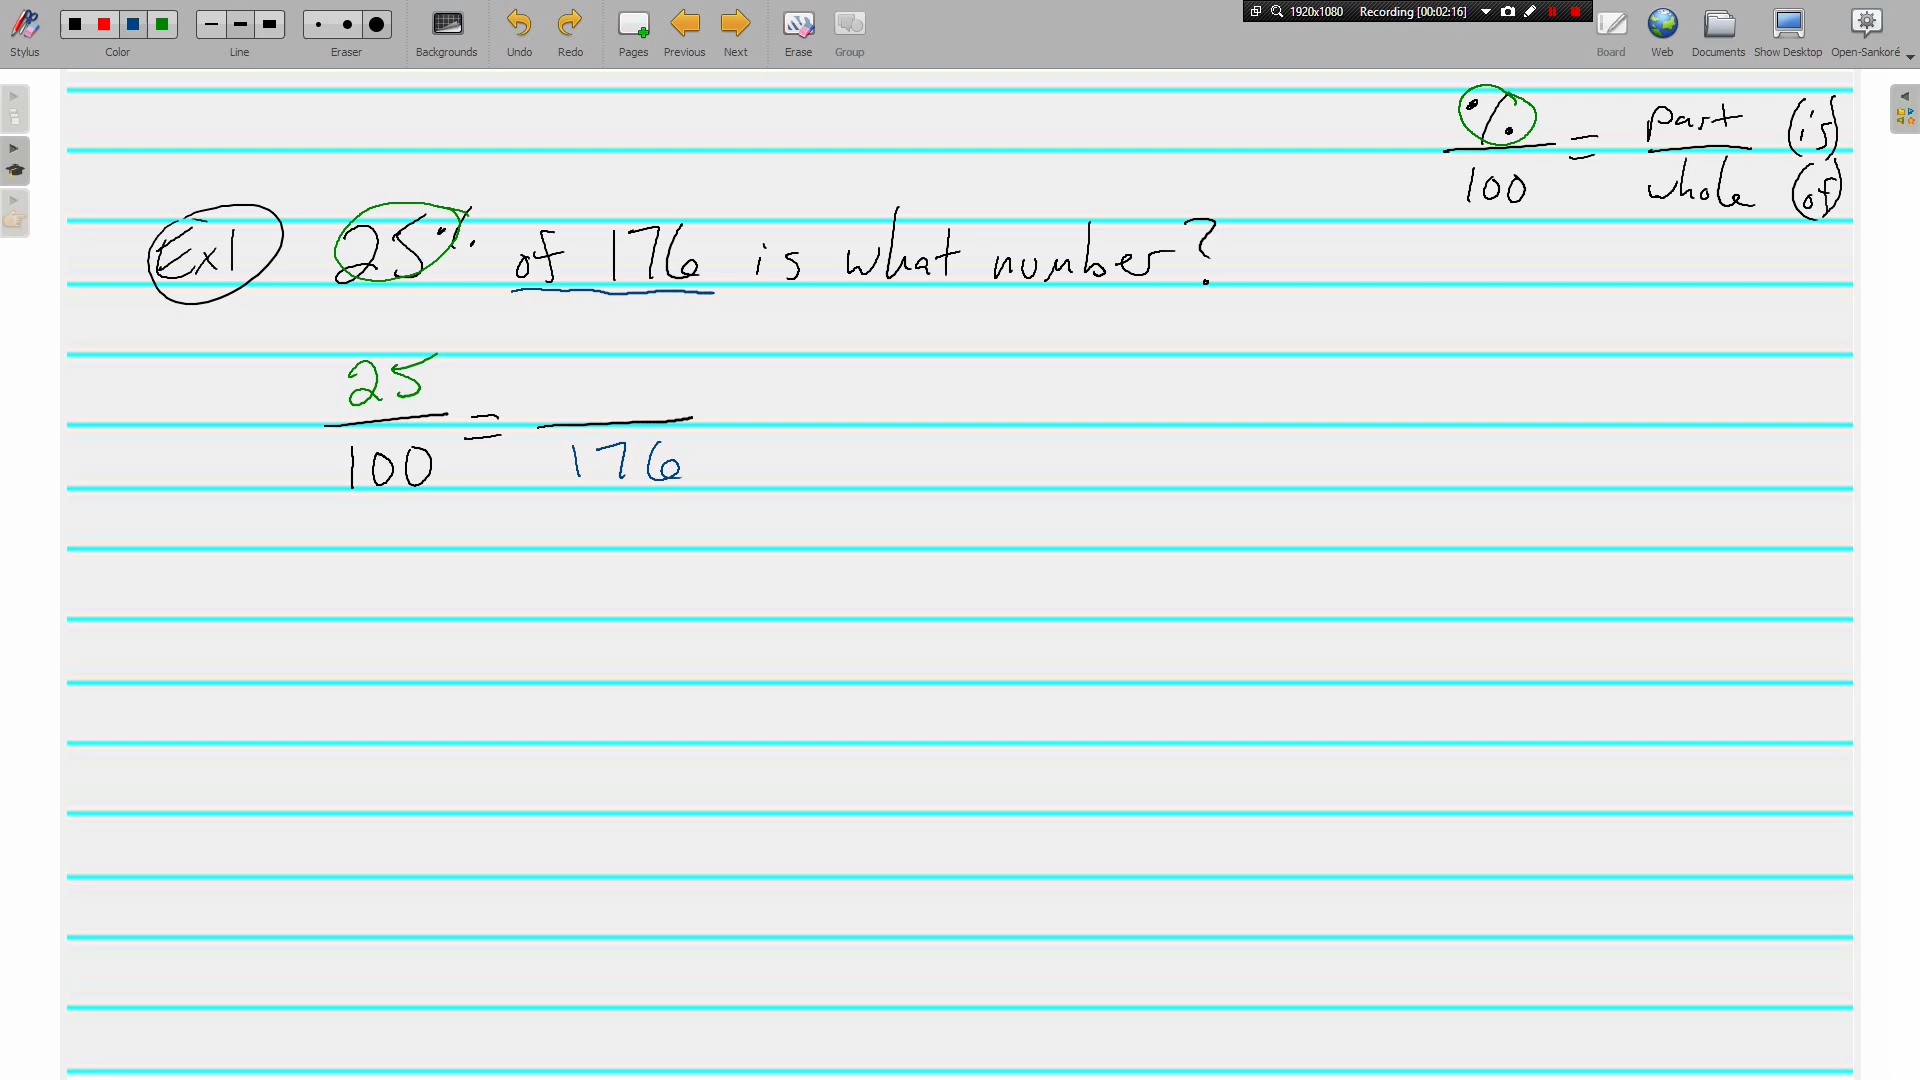 1920x1080 Recording [00:02:16]
Stylus Color Line Eraser Backgrounds Undo Redo Pages Previous Next Erase Group Board Web Documents Show Desktop Open-Sankoré
% = part (is)
100 whole (of)
Ex1 25% of 176 is what number?
25 =
100 176